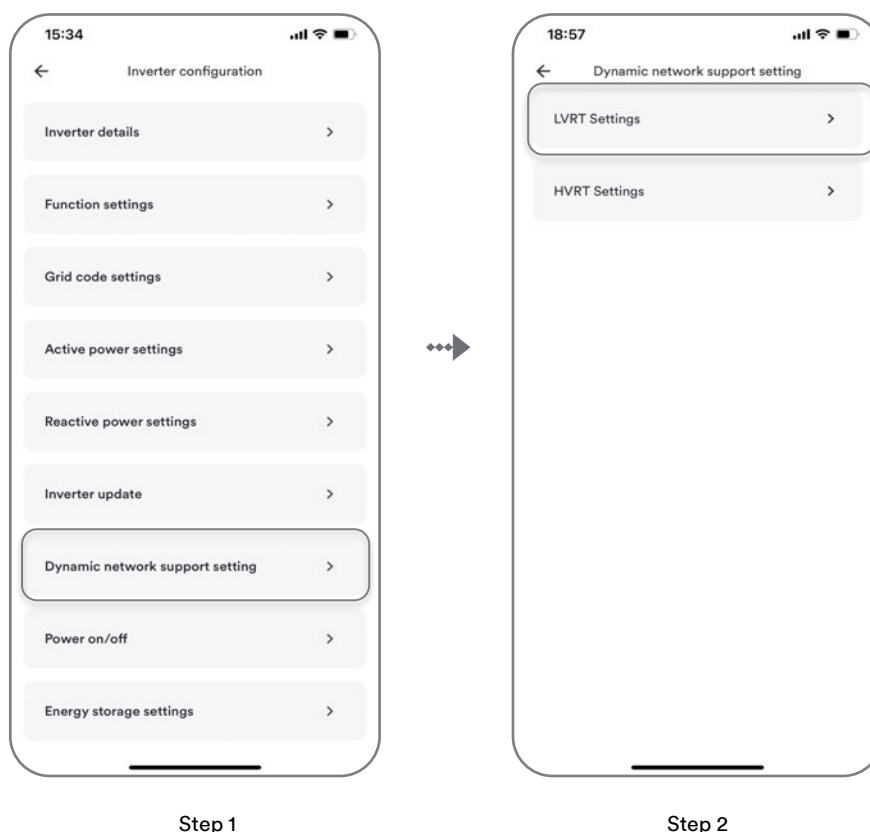 15:34
Inverter configuration
Inverter details
Function settings
Grid code settings
Active power settings
Reactive power settings
Inverter update
Dynamic network support setting
Power on/off
Energy storage settings
Step 1
18:57
Dynamic network support setting
LVRT Settings
HVRT Settings
Step 2